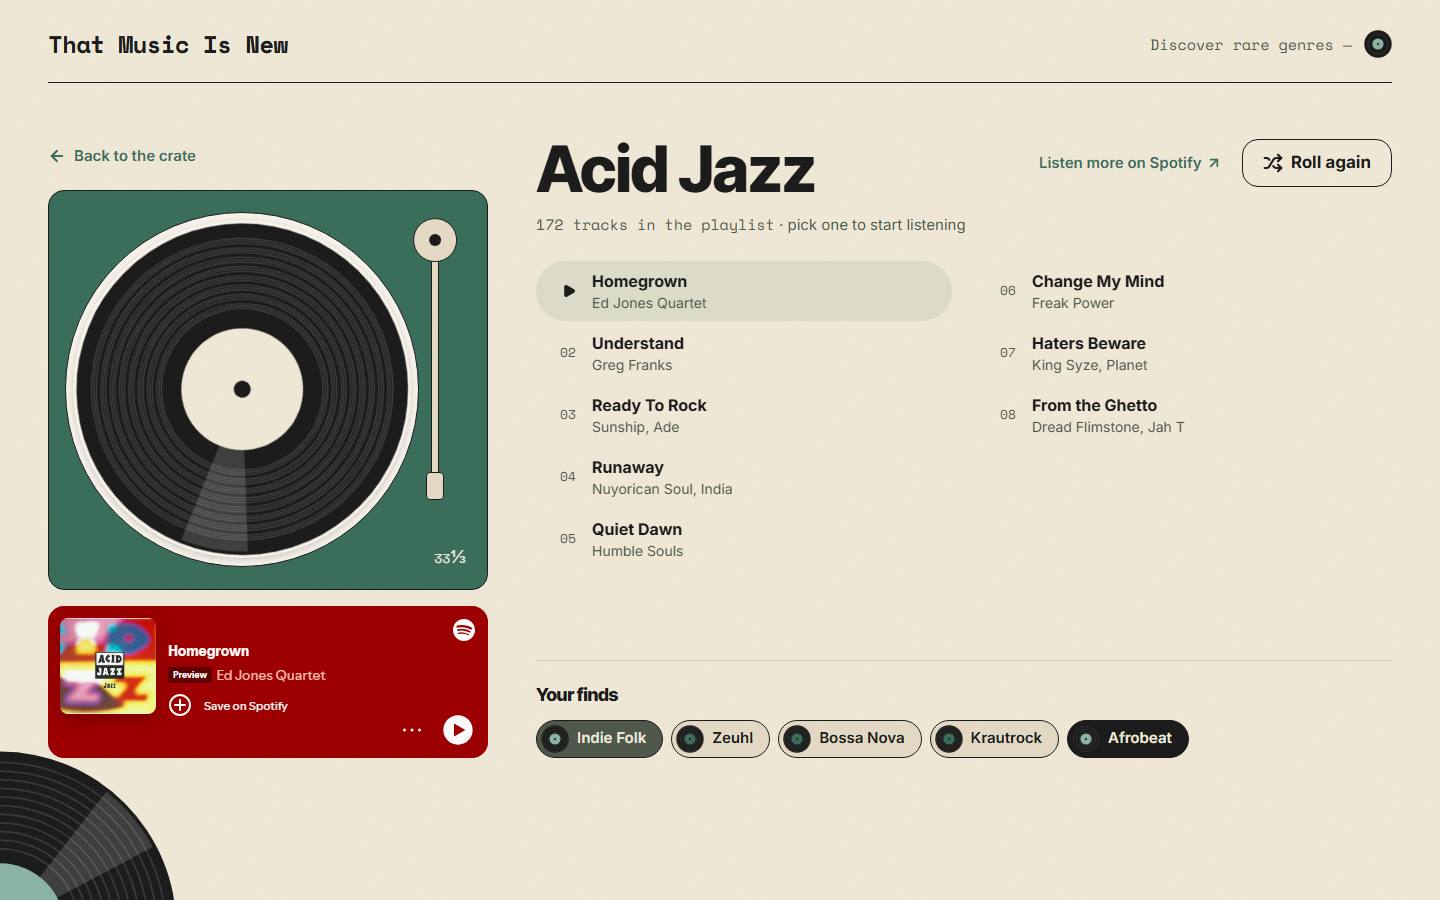 That Music Is New
Discover rare genres —
← Back to the crate
Acid Jazz
Listen more on Spotify ↗
Roll again
172 tracks in the playlist · pick one to start listening
Homegrown
Ed Jones Quartet
02
Understand
Greg Franks
03
Ready To Rock
Sunship, Ade
04
Runaway
Nuyorican Soul, India
05
Quiet Dawn
Humble Souls
06
Change My Mind
Freak Power
07
Haters Beware
King Syze, Planet
08
From the Ghetto
Dread Flimstone, Jah T
33⅓
ACID
JAZZ
Jazz
Homegrown
Preview Ed Jones Quartet
Save on Spotify
Your finds
Indie Folk
Zeuhl
Bossa Nova
Krautrock
Afrobeat